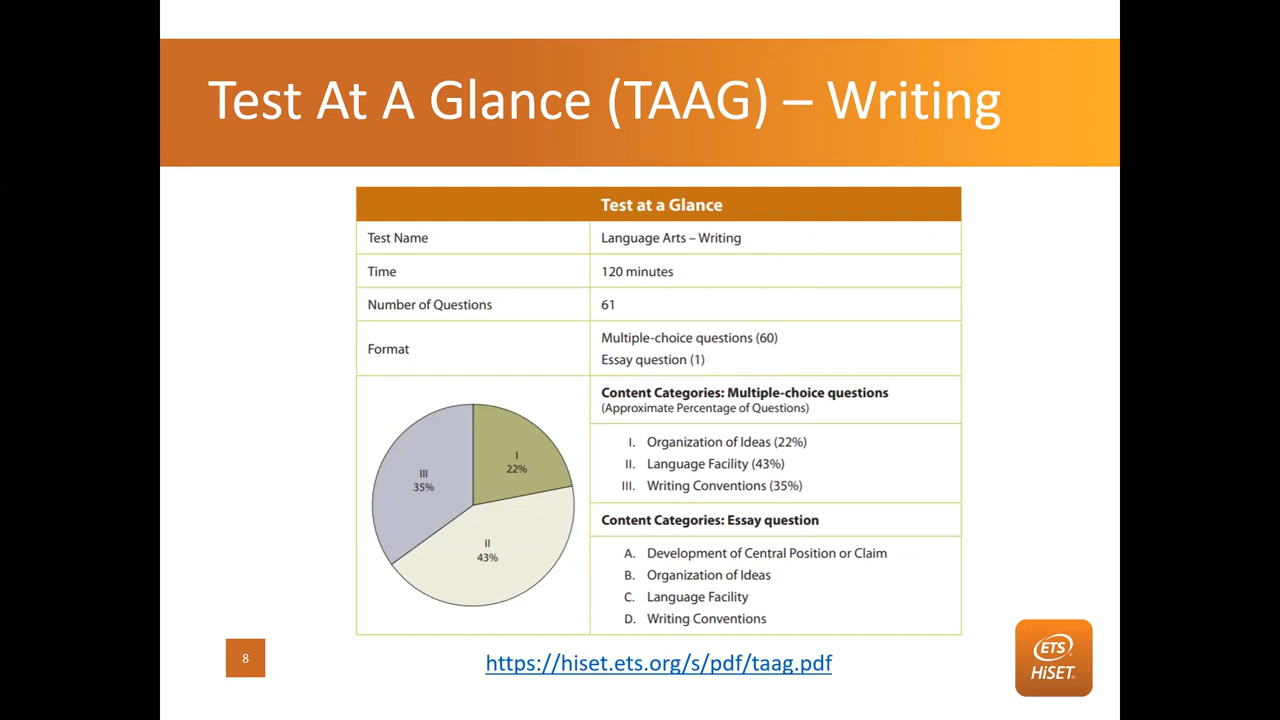 Test At A Glance (TAAG) – Writing
Test at a Glance
Test Name
Language Arts – Writing
Time
120 minutes
Number of Questions
61
Format
Multiple-choice questions (60)
Essay question (1)
Content Categories: Multiple-choice questions
(Approximate Percentage of Questions)
I. Organization of Ideas (22%)
II. Language Facility (43%)
III. Writing Conventions (35%)
I
22%
III
35%
II
43%
Content Categories: Essay question
A. Development of Central Position or Claim
B. Organization of Ideas
C. Language Facility
D. Writing Conventions
8
https://hiset.ets.org/s/pdf/taag.pdf
ETS
HiSET